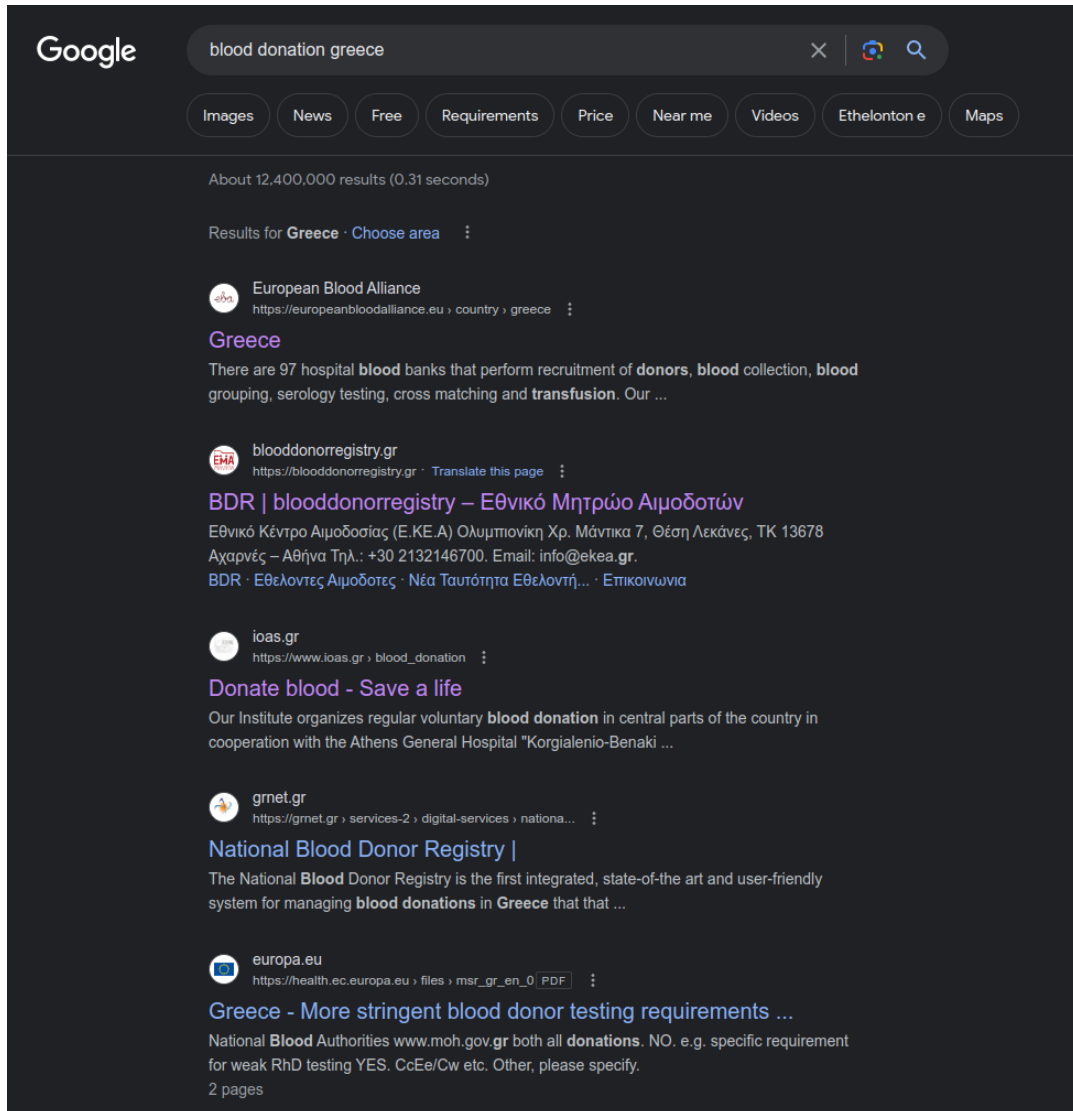 Google
blood donation greece
Images News Free Requirements Price Near me Videos Ethelonton e Maps
About 12,400,000 results (0.31 seconds)
Results for Greece · Choose area
eba
European Blood Alliance
https://europeanbloodalliance.eu › country › greece
Greece
There are 97 hospital blood banks that perform recruitment of donors, blood collection, blood
grouping, serology testing, cross matching and transfusion. Our ...
EMA
blooddonorregistry.gr
https://blooddonorregistry.gr · Translate this page
BDR | blooddonorregistry – Εθνικό Μητρώο Αιμοδοτών
Εθνικό Κέντρο Αιμοδοσίας (Ε.ΚΕ.Α) Ολυμπιονίκη Χρ. Μάντικα 7, Θέση Λεκάνες, ΤΚ 13678
Αχαρνές – Αθήνα Τηλ.: +30 2132146700. Email: info@ekea.gr.
BDR · Εθελοντες Αιμοδοτες · Νέα Ταυτότητα Εθελοντή... · Επικοινωνια
ioas.gr
https://www.ioas.gr › blood_donation
Donate blood - Save a life
Our Institute organizes regular voluntary blood donation in central parts of the country in
cooperation with the Athens General Hospital "Korgialenio-Benaki ...
grnet.gr
https://grnet.gr › services-2 › digital-services › nationa...
National Blood Donor Registry |
The National Blood Donor Registry is the first integrated, state-of-the art and user-friendly
system for managing blood donations in Greece that that ...
europa.eu
https://health.ec.europa.eu › files › msr_gr_en_0 PDF
Greece - More stringent blood donor testing requirements ...
National Blood Authorities www.moh.gov.gr both all donations. NO. e.g. specific requirement
for weak RhD testing YES. CcEe/Cw etc. Other, please specify.
2 pages